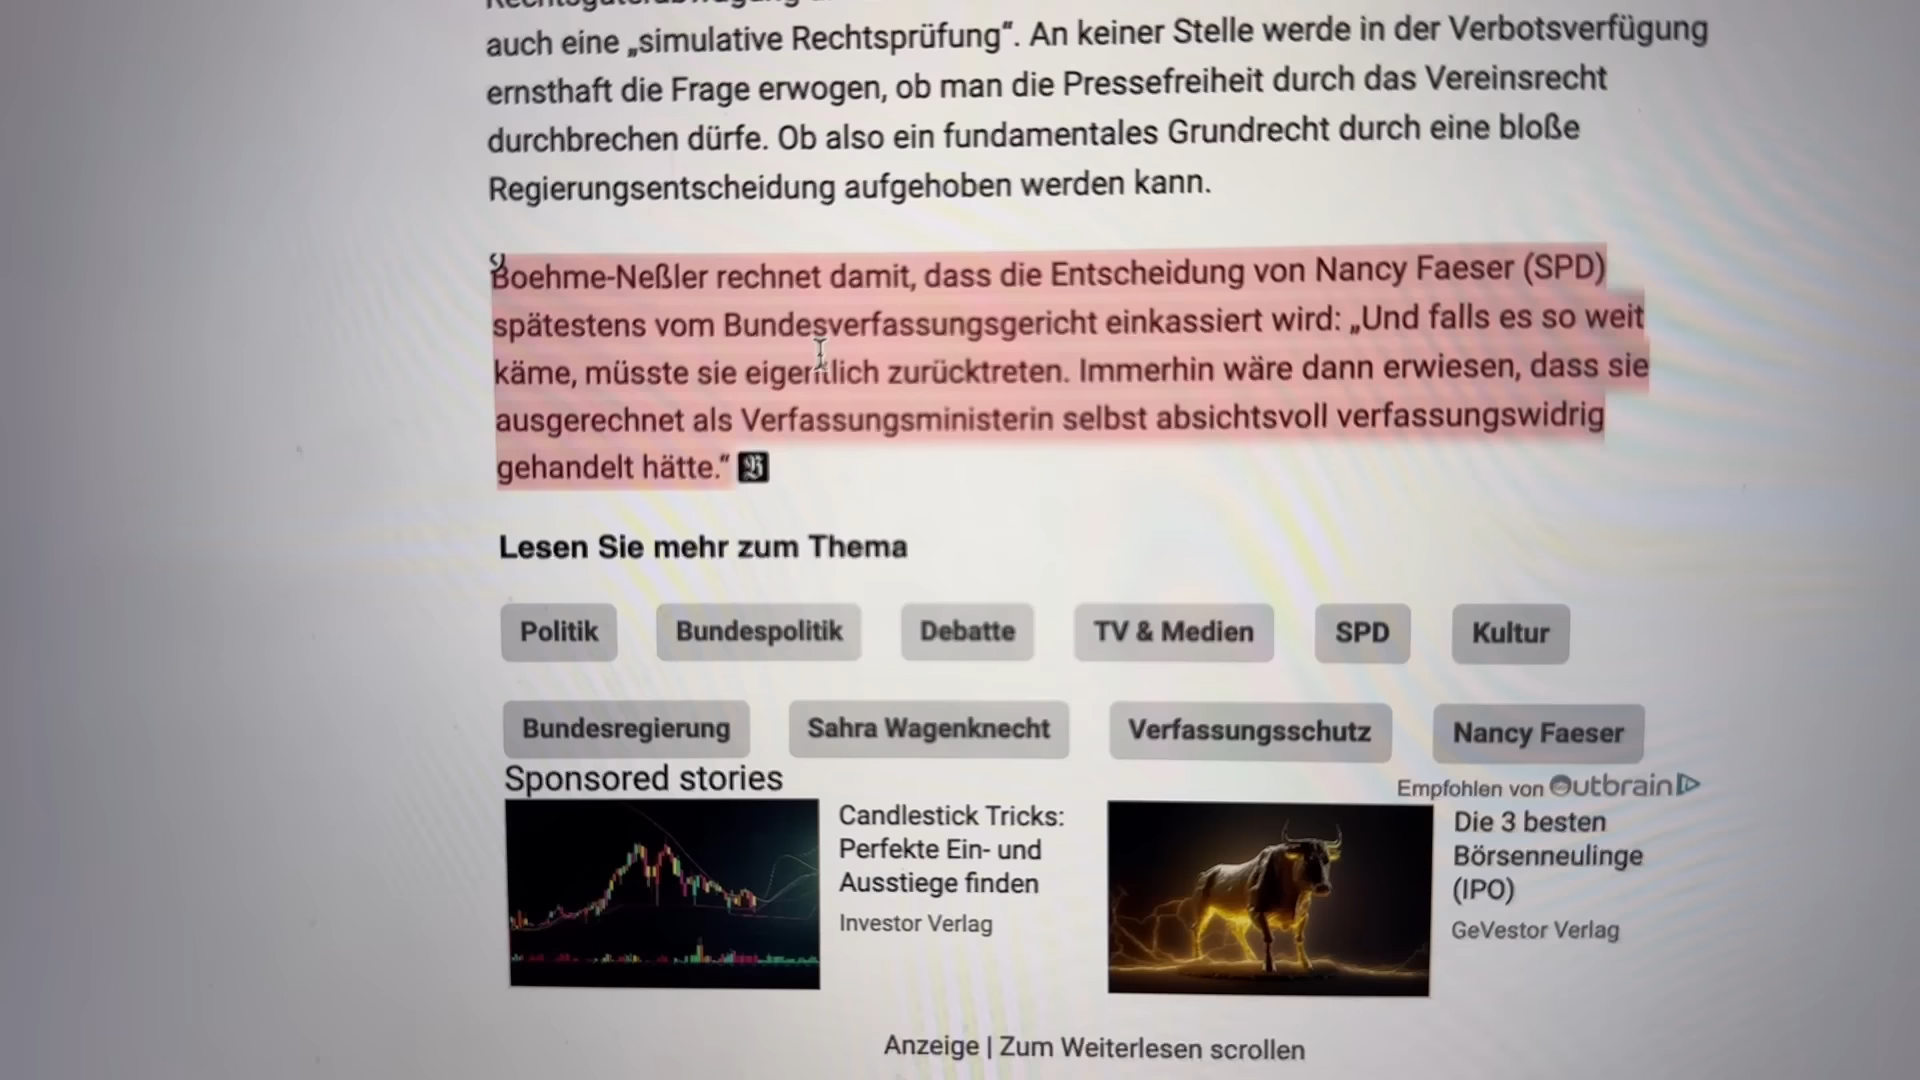 auch eine „simulative Rechtsprüfung“. An keiner Stelle werde in der Verbotsverfügung
ernsthaft die Frage erwogen, ob man die Pressefreiheit durch das Vereinsrecht
durchbrechen dürfe. Ob also ein fundamentales Grundrecht durch eine bloße
Regierungsentscheidung aufgehoben werden kann.
Boehme-Neßler rechnet damit, dass die Entscheidung von Nancy Faeser (SPD)
spätestens vom Bundesverfassungsgericht einkassiert wird: „Und falls es so weit
käme, müsste sie eigentlich zurücktreten. Immerhin wäre dann erwiesen, dass sie
ausgerechnet als Verfassungsministerin selbst absichtsvoll verfassungswidrig
gehandelt hätte.“ B
Lesen Sie mehr zum Thema
Politik Bundespolitik Debatte TV & Medien SPD Kultur
Bundesregierung Sahra Wagenknecht Verfassungsschutz Nancy Faeser
Sponsored stories
Empfohlen von Outbrain
Candlestick Tricks:
Perfekte Ein- und
Ausstiege finden
Investor Verlag
Die 3 besten
Börsenneulinge
(IPO)
GeVestor Verlag
Anzeige | Zum Weiterlesen scrollen